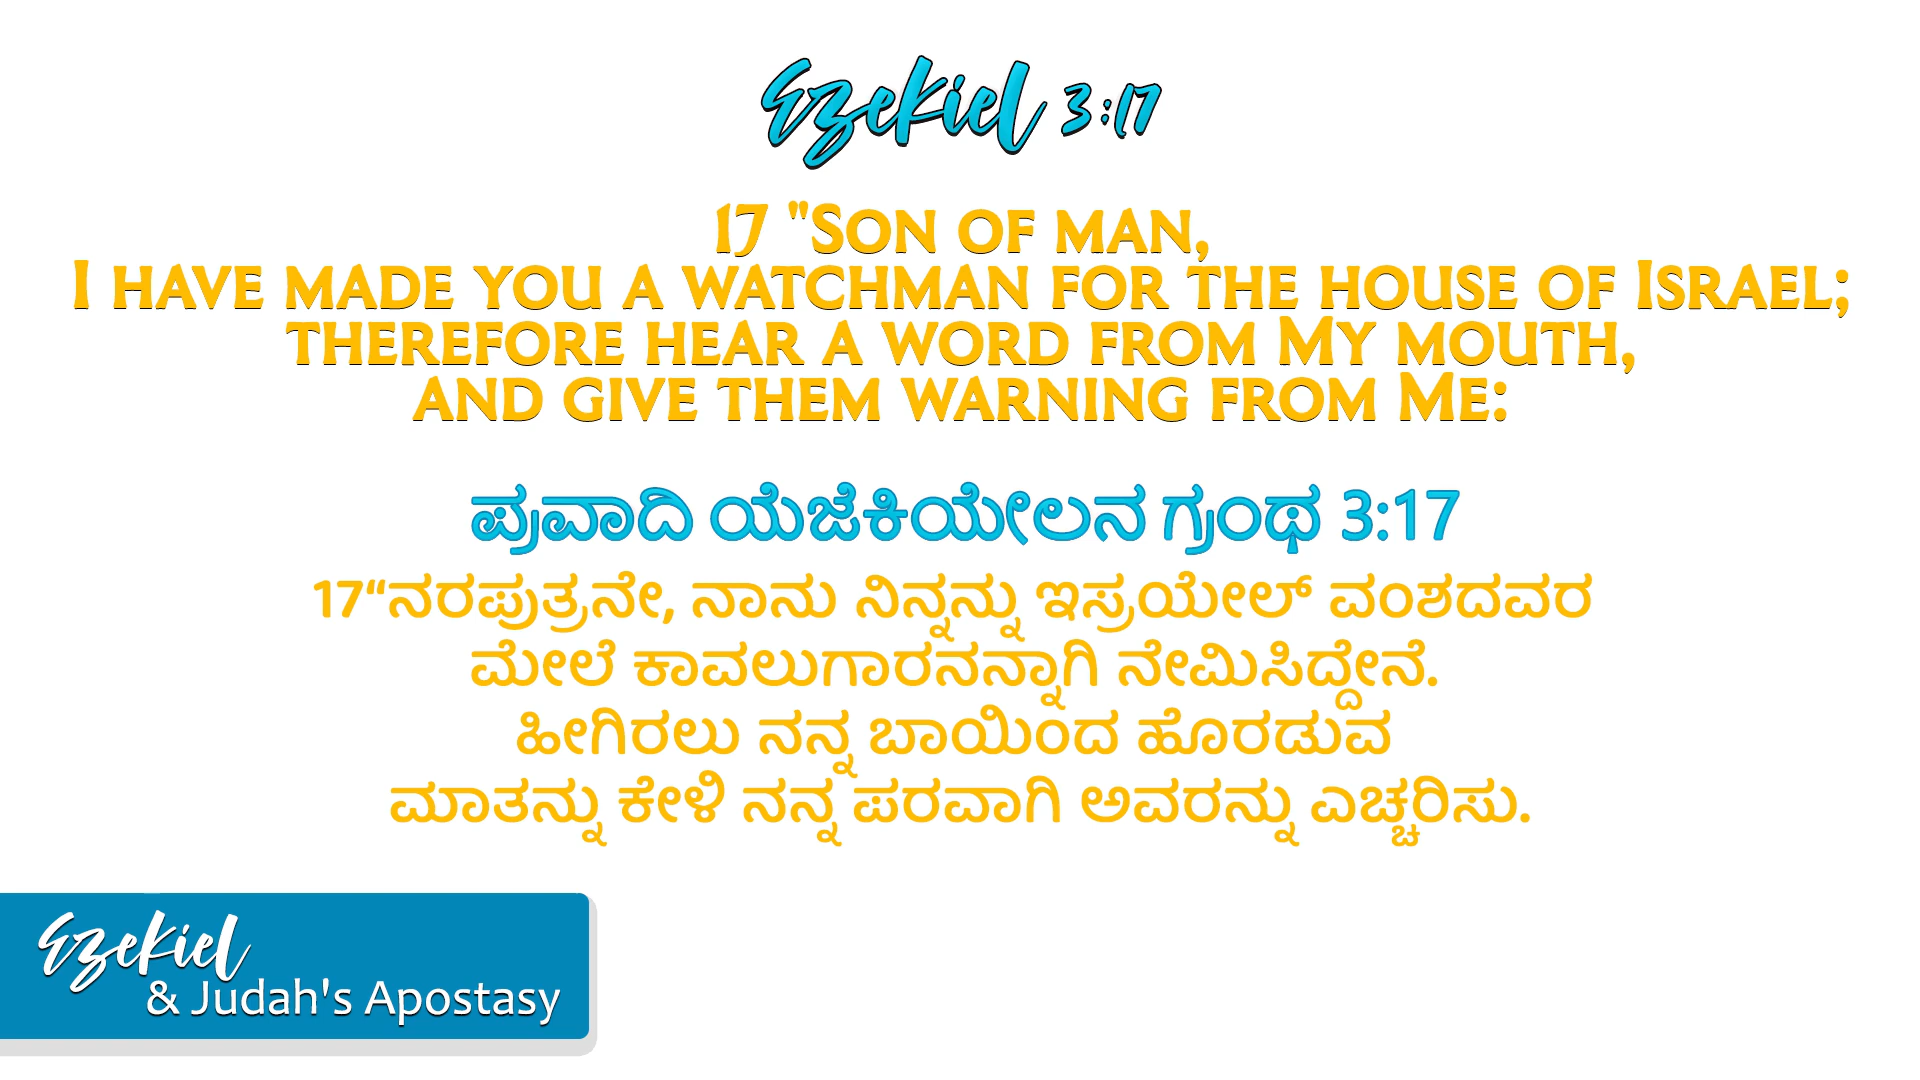 Ezekiel 3:17
17 "Son of man,
I have made you a watchman for the house of Israel;
therefore hear a word from My mouth,
and give them warning from Me:
ಪ್ರವಾದಿ ಯೆಜೆಕಿಯೇಲನ ಗ್ರಂಥ 3:17
17“ನರಪುತ್ರನೇ, ನಾನು ನಿನ್ನನ್ನು ಇಸ್ರಯೇಲ್ ವಂಶದವರ
ಮೇಲೆ ಕಾವಲುಗಾರನನ್ನಾಗಿ ನೇಮಿಸಿದ್ದೇನೆ.
ಹೀಗಿರಲು ನನ್ನ ಬಾಯಿಂದ ಹೊರಡುವ
ಮಾತನ್ನು ಕೇಳಿ ನನ್ನ ಪರವಾಗಿ ಅವರನ್ನು ಎಚ್ಚರಿಸು.
Ezekiel
& Judah's Apostasy